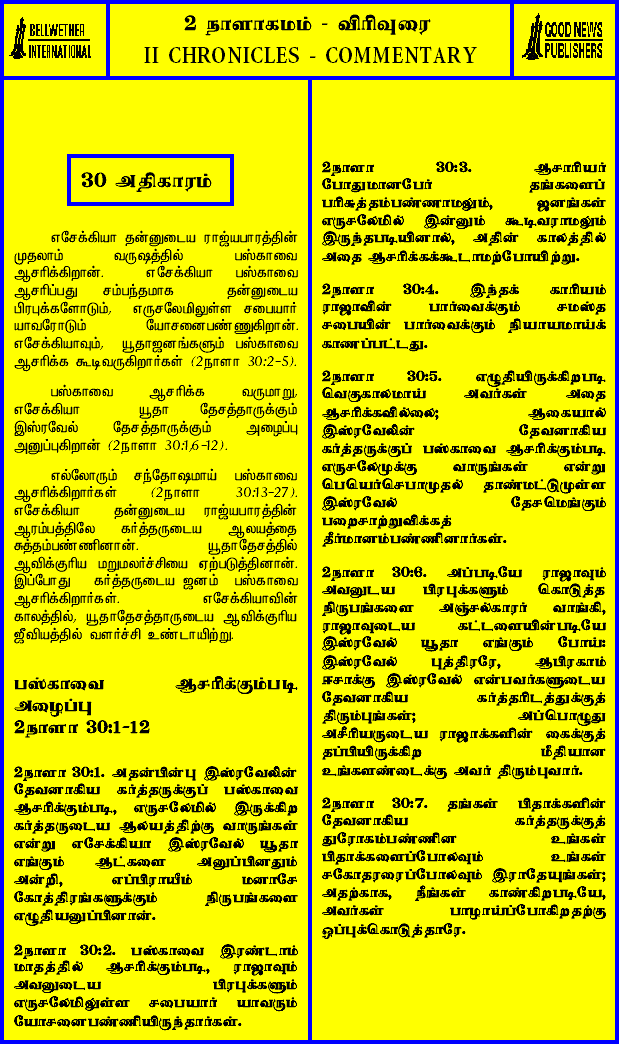 BELLWETHER
INTERNATIONAL
2 நாளாகமம் - விரிவுரை
II CHRONICLES - COMMENTARY
GOOD NEWS
PUBLISHERS
30 அதிகாரம்
எசேக்கியா தன்னுடைய ராஜ்யபாரத்தின்
முதலாம் வருஷத்தில் பஸ்காவை
ஆசரிக்கிறான். எசேக்கியா பஸ்காவை
ஆசரிப்பது சம்பந்தமாக தன்னுடைய
பிரபுக்களோடும், எருசலேமிலுள்ள சபையார்
யாவரோடும் யோசனைபண்ணுகிறான்.
எசேக்கியாவும், யூதாஜனங்களும் பஸ்காவை
ஆசரிக்க கூடிவருகிறார்கள் (2நாளா 30:2-5).
பஸ்காவை ஆசரிக்க வருமாறு,
எசேக்கியா யூதா தேசத்தாருக்கும்
இஸ்ரவேல் தேசத்தாருக்கும் அழைப்பு
அனுப்புகிறான் (2நாளா 30:1,6-12).
எல்லோரும் சந்தோஷமாய் பஸ்காவை
ஆசரிக்கிறார்கள் (2நாளா 30:13-27).
எசேக்கியா தன்னுடைய ராஜ்யபாரத்தின்
ஆரம்பத்திலே கர்த்தருடைய ஆலயத்தை
சுத்தம்பண்ணினான். யூதாதேசத்தில்
ஆவிக்குரிய மறுமலர்ச்சியை ஏற்படுத்தினான்.
இப்போது கர்த்தருடைய ஜனம் பஸ்காவை
ஆசரிக்கிறார்கள். எசேக்கியாவின்
காலத்தில், யூதாதேசத்தாருடைய ஆவிக்குரிய
ஜீவியத்தில் வளர்ச்சி உண்டாயிற்று.
பஸ்காவை ஆசரிக்கும்படி
அழைப்பு
2நாளா 30:1-12
2நாளா 30:1. அதன்பின்பு இஸ்ரவேலின்
தேவனாகிய கர்த்தருக்குப் பஸ்காவை
ஆசரிக்கும்படி, எருசலேமில் இருக்கிற
கர்த்தருடைய ஆலயத்திற்கு வாருங்கள்
என்று எசேக்கியா இஸ்ரவேல் யூதா
எங்கும் ஆட்களை அனுப்பினதும்
அன்றி, எப்பிராயீம் மனாசே
கோத்திரங்களுக்கும் நிருபங்களை
எழுதியனுப்பினான்.
2நாளா 30:2. பஸ்காவை இரண்டாம்
மாதத்தில் ஆசரிக்கும்படி, ராஜாவும்
அவனுடைய பிரபுக்களும்
எருசலேமிலுள்ள சபையார் யாவரும்
யோசனைபண்ணியிருந்தார்கள்.
2நாளா 30:3. ஆசாரியர்
போதுமானபேர் தங்களைப்
பரிசுத்தம்பண்ணாமலும், ஜனங்கள்
எருசலேமில் இன்னும் கூடிவராமலும்
இருந்தபடியினால், அதின் காலத்தில்
அதை ஆசரிக்கக்கூடாமற்போயிற்று.
2நாளா 30:4. இந்தக் காரியம்
ராஜாவின் பார்வைக்கும் சமஸ்த
சபையின் பார்வைக்கும் நியாயமாய்க்
காணப்பட்டது.
2நாளா 30:5. எழுதியிருக்கிறபடி
வெகுகாலமாய் அவர்கள் அதை
ஆசரிக்கவில்லை; ஆகையால்
இஸ்ரவேலின் தேவனாகிய
கர்த்தருக்குப் பஸ்காவை ஆசரிக்கும்படி
எருசலேமுக்கு வாருங்கள் என்று
பெயெர்செபாமுதல் தாண்மட்டுமுள்ள
இஸ்ரவேல் தேசமெங்கும்
பறைசாற்றுவிக்கத்
தீர்மானம்பண்ணினார்கள்.
2நாளா 30:6. அப்படியே ராஜாவும்
அவனுடய பிரபுக்களும் கொடுத்த
நிருபங்களை அஞ்சல்காரர் வாங்கி,
ராஜாவுடைய கட்டளையின்படியே
இஸ்ரவேல் யூதா எங்கும் போய்:
இஸ்ரவேல் புத்திரரே, ஆபிரகாம்
ஈசாக்கு இஸ்ரவேல் என்பவர்களுடைய
தேவனாகிய கர்த்தரிடத்துக்குத்
திரும்புங்கள்; அப்பொழுது
அசீரியருடைய ராஜாக்களின் கைக்குத்
தப்பியிருக்கிற மீதியான
உங்களண்டைக்கு அவர் திரும்புவார்.
2நாளா 30:7. தங்கள் பிதாக்களின்
தேவனாகிய கர்த்தருக்குத்
துரோகம்பண்ணின உங்கள்
பிதாக்களைப்போலவும் உங்கள்
சகோதரரைப்போலவும் இராதேயுங்கள்;
அதற்காக, நீங்கள் காண்கிறபடியே,
அவர்கள் பாழாய்ப்போகிறதற்கு
ஒப்புக்கொடுத்தாரே.